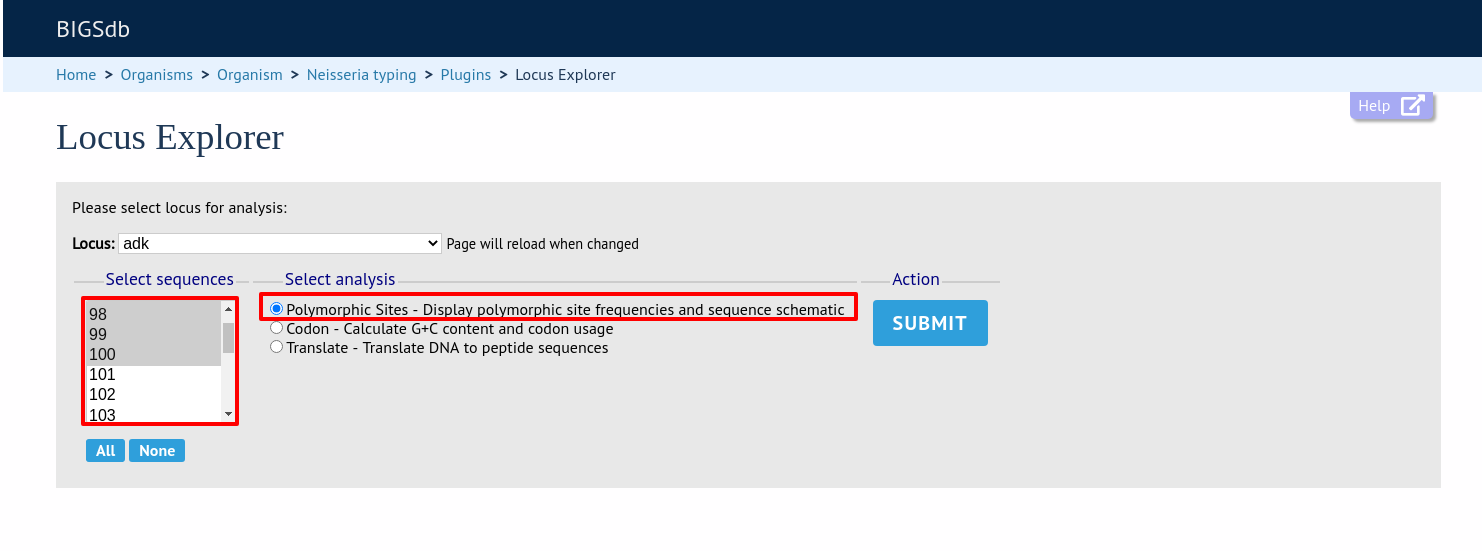 BIGSdb
Home > Organisms > Organism > Neisseria typing > Plugins > Locus Explorer
Help
Locus Explorer
Please select locus for analysis:
Locus: adk Page will reload when changed
Select sequences Select analysis Action
98
99
100
101
102
103
All None
Polymorphic Sites - Display polymorphic site frequencies and sequence schematic
Codon - Calculate G+C content and codon usage
Translate - Translate DNA to peptide sequences
SUBMIT